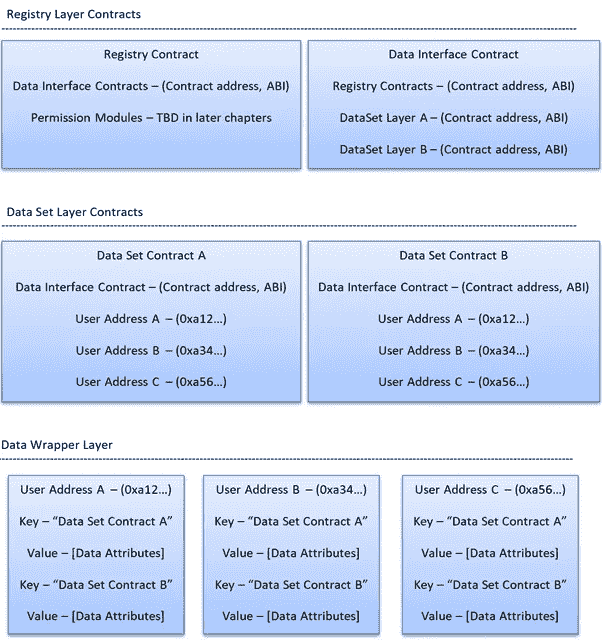 Registry Layer Contracts
Registry Contract
Data Interface Contracts – (Contract address, ABI)
Permission Modules – TBD in later chapters
Data Interface Contract
Registry Contracts – (Contract address, ABI)
DataSet Layer A – (Contract address, ABI)
DataSet Layer B – (Contract address, ABI)
Data Set Layer Contracts
Data Set Contract A
Data Interface Contract – (Contract address, ABI)
User Address A – (0xa12...)
User Address B – (0xa34...)
User Address C – (0xa56...)
Data Set Contract B
Data Interface Contract – (Contract address, ABI)
User Address A – (0xa12...)
User Address B – (0xa34...)
User Address C – (0xa56...)
Data Wrapper Layer
User Address A – (0xa12...)
Key – “Data Set Contract A”
Value – [Data Attributes]
Key – “Data Set Contract B”
Value – [Data Attributes]
User Address B – (0xa34...)
Key – “Data Set Contract A”
Value – [Data Attributes]
Key – “Data Set Contract B”
Value – [Data Attributes]
User Address C – (0xa56...)
Key – “Data Set Contract A”
Value – [Data Attributes]
Key – “Data Set Contract B”
Value – [Data Attributes]